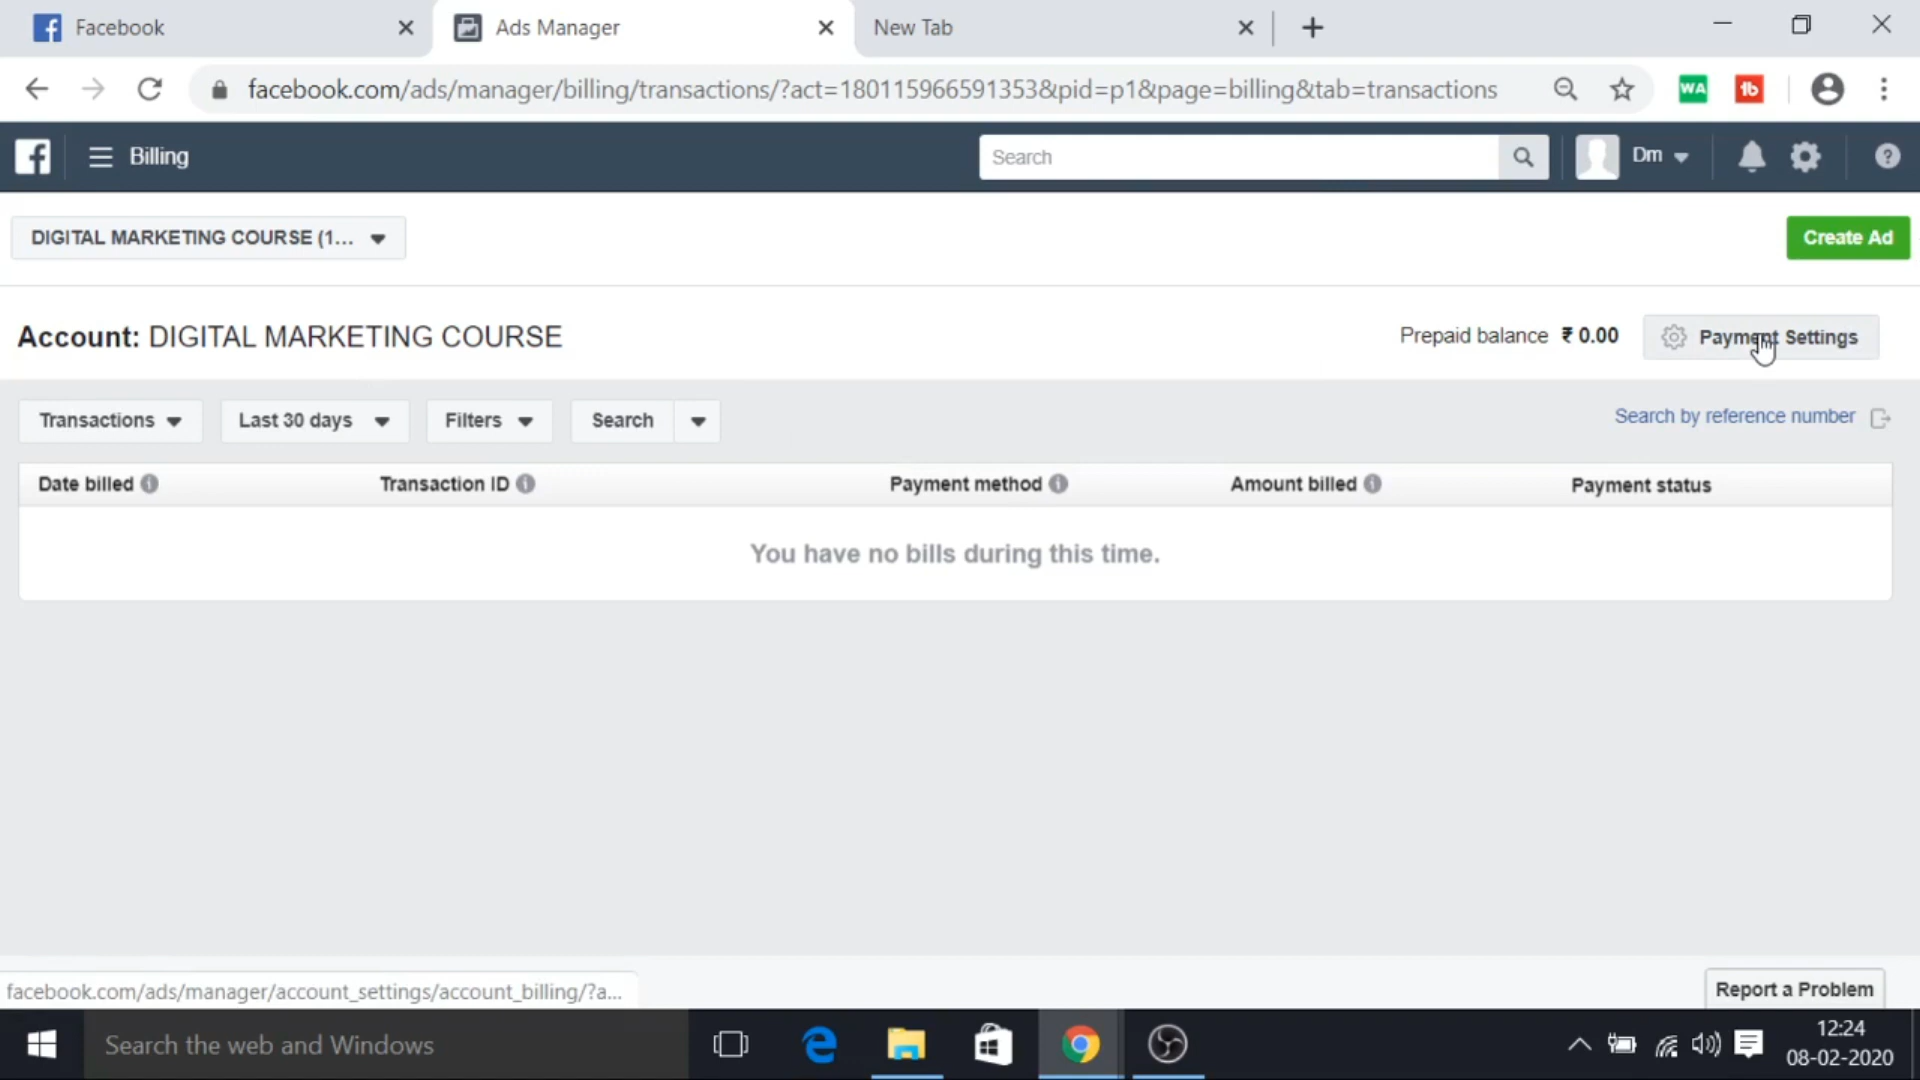 Facebook
Ads Manager
New Tab
facebook.com/ads/manager/billing/transactions/?act=180115966591353&pid=p1&page=billing&tab=transactions
WA
Billing
Search
Dm
DIGITAL MARKETING COURSE (1...
Create Ad
Account: DIGITAL MARKETING COURSE
Prepaid balance ₹ 0.00
Payment Settings
Transactions
Last 30 days
Filters
Search
Search by reference number
Date billed
Transaction ID
Payment method
Amount billed
Payment status
You have no bills during this time.
facebook.com/ads/manager/account_settings/account_billing/?a...
Report a Problem
Search the web and Windows
12:24
08-02-2020